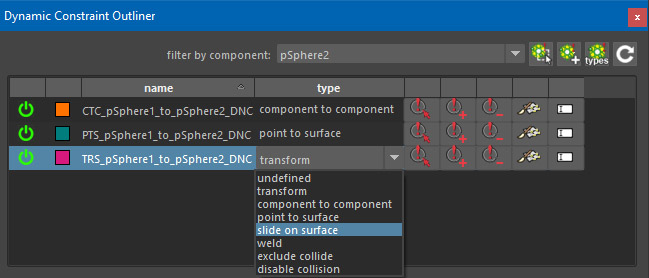 Dynamic Constraint Outliner
x
filter by component: pSphere2
types
name type
CTC_pSphere1_to_pSphere2_DNC component to component
PTS_pSphere1_to_pSphere2_DNC point to surface
TRS_pSphere1_to_pSphere2_DNC transform
undefined
transform
component to component
point to surface
slide on surface
weld
exclude collide
disable collision